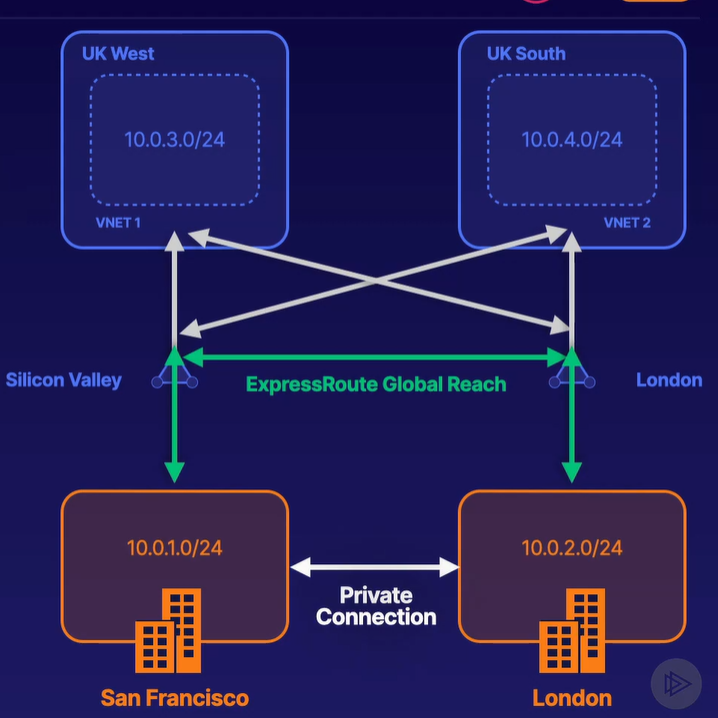 UK West
UK South
10.0.3.0/24
10.0.4.0/24
VNET 1
VNET 2
Silicon Valley
ExpressRoute Global Reach
London
10.0.1.0/24
10.0.2.0/24
Private
Connection
San Francisco
London